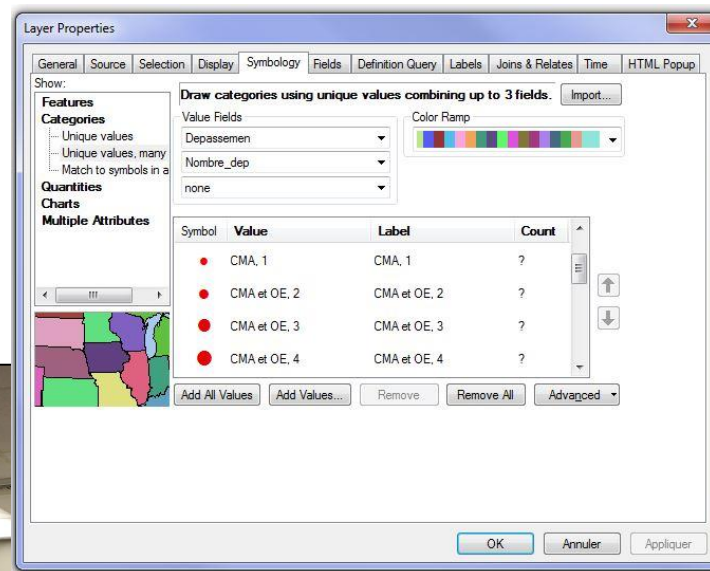 Layer Properties
General Source Selection Display Symbology Fields Definition Query Labels Joins & Relates Time HTML Popup
Show:
Features
Categories
Unique values
Unique values, many
Match to symbols in a
Quantities
Charts
Multiple Attributes
Draw categories using unique values combining up to 3 fields. Import...
Value Fields
Depassemen
Nombre_dep
none
Color Ramp
Symbol Value Label Count
CMA, 1 CMA, 1 ?
CMA et OE, 2 CMA et OE, 2 ?
CMA et OE, 3 CMA et OE, 3 ?
CMA et OE, 4 CMA et OE, 4 ?
Add All Values Add Values... Remove Remove All Advanced
OK Annuler Appliquer